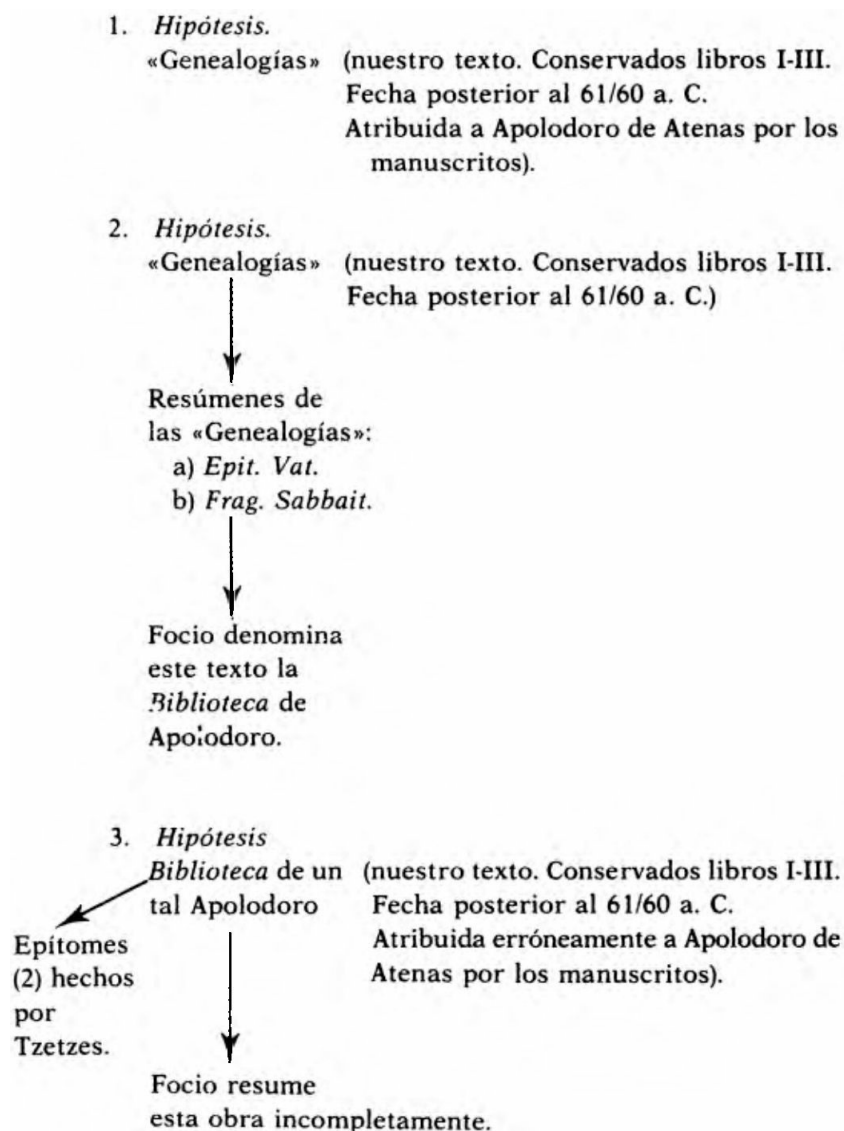 1. Hipótesis.
«Genealogías» (nuestro texto. Conservados libros I-III.
Fecha posterior al 61/60 a. C.
Atribuida a Apolodoro de Atenas por los
manuscritos).
2. Hipótesis.
«Genealogías» (nuestro texto. Conservados libros I-III.
Fecha posterior al 61/60 a. C.)
Resúmenes de
las «Genealogías»:
a) Epit. Vat.
b) Frag. Sabbait.
Focio denomina
este texto la
Biblioteca de
Apolodoro.
3. Hipótesis
Biblioteca de un (nuestro texto. Conservados libros I-III.
tal Apolodoro Fecha posterior al 61/60 a. C.
Atribuida erróneamente a Apolodoro de
Atenas por los manuscritos).
Epítomes
(2) hechos
por
Tzetzes.
Focio resume
esta obra incompletamente.